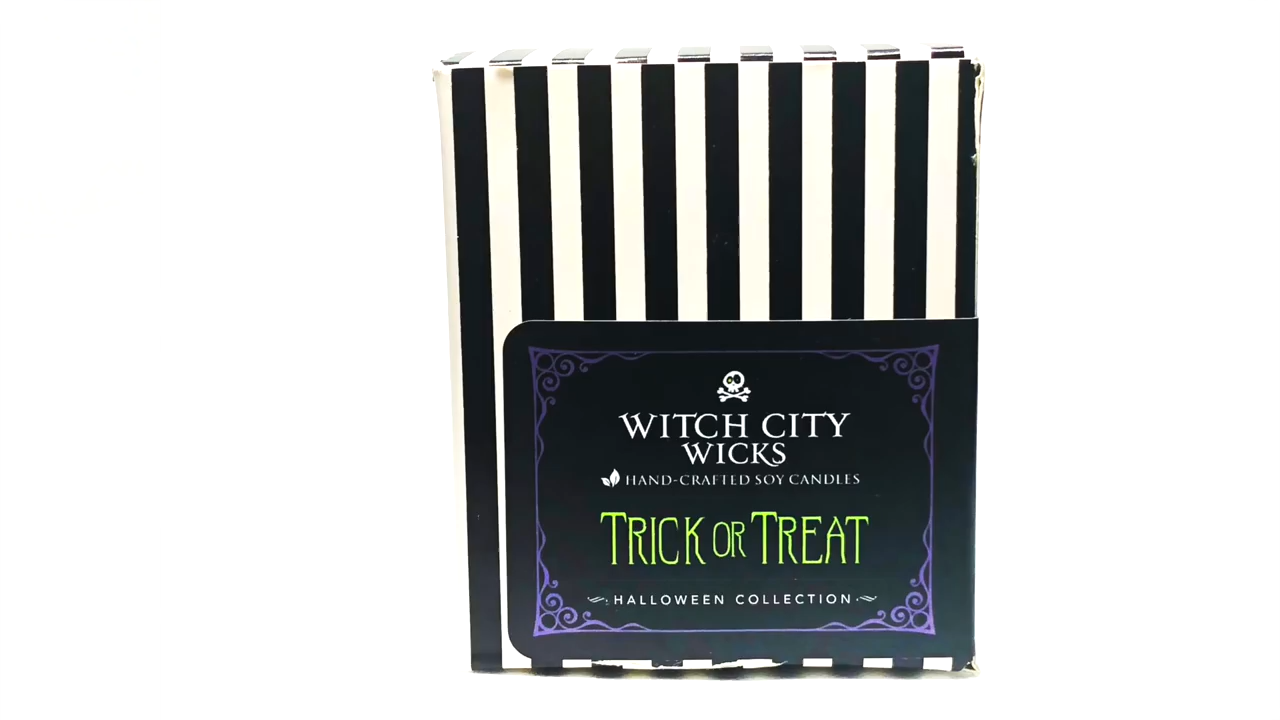 WITCH CITY
WICKS
HAND-CRAFTED SOY CANDLES
TRICK OR TREAT
HALLOWEEN COLLECTION